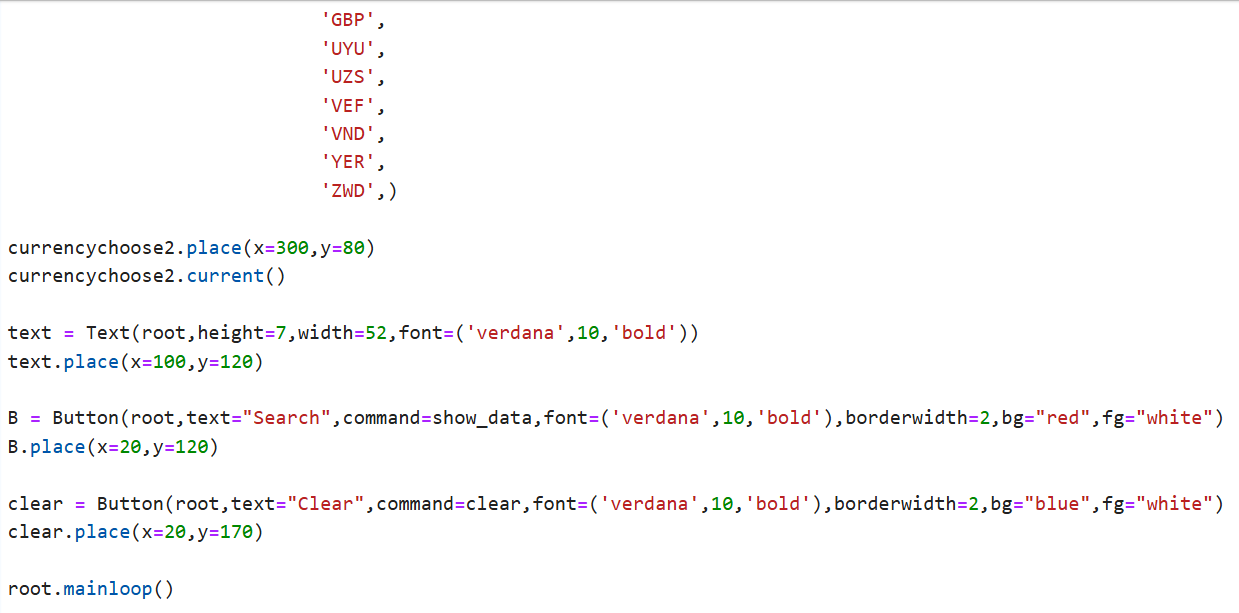 'GBP',
'UYU',
'UZS',
'VEF',
'VND',
'YER',
'ZWD',)
currencychoose2.place(x=300,y=80)
currencychoose2.current()
text = Text(root,height=7,width=52,font=('verdana',10,'bold'))
text.place(x=100,y=120)
B = Button(root,text="Search",command=show_data,font=('verdana',10,'bold'),borderwidth=2,bg="red",fg="white")
B.place(x=20,y=120)
clear = Button(root,text="Clear",command=clear,font=('verdana',10,'bold'),borderwidth=2,bg="blue",fg="white")
clear.place(x=20,y=170)
root.mainloop()